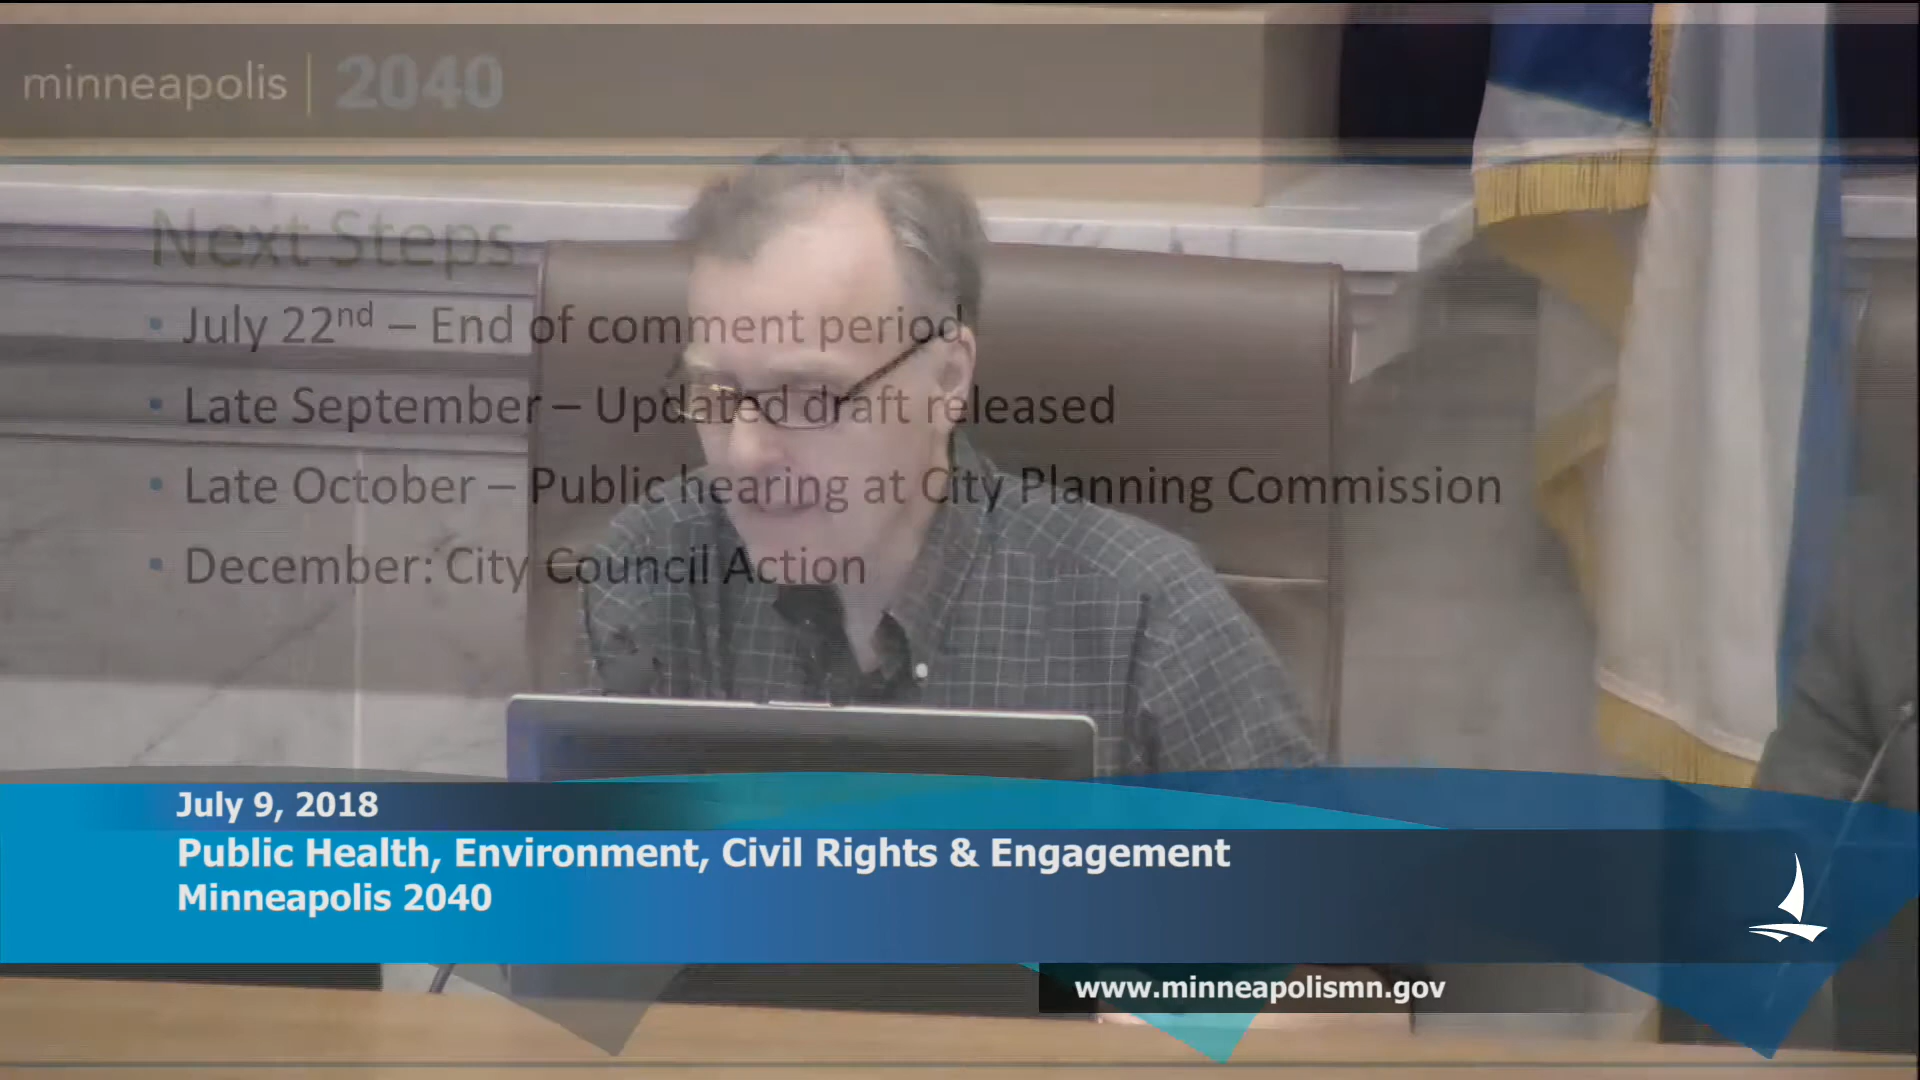 minneapolis | 2040
Next Steps
• July 22nd – End of comment period
• Late September – Updated draft released
• Late October – Public hearing at City Planning Commission
• December: City Council Action
July 9, 2018
Public Health, Environment, Civil Rights & Engagement
Minneapolis 2040
www.minneapolismn.gov